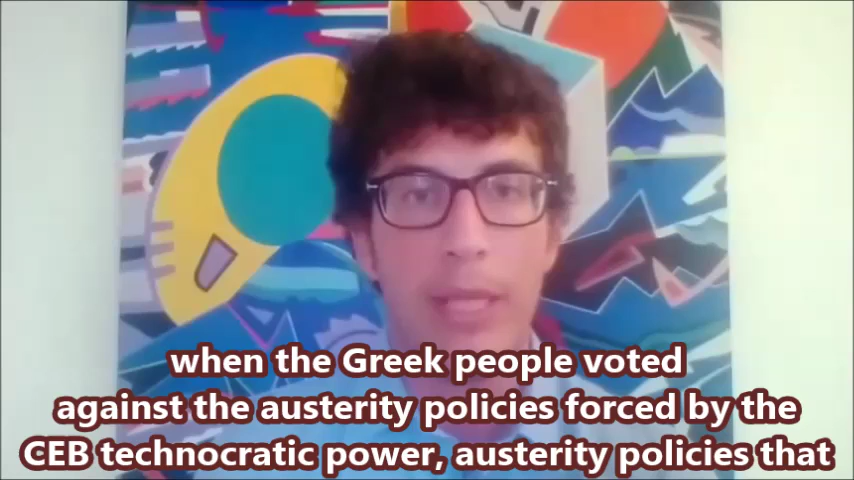 when the Greek people voted
against the austerity policies forced by the
CEB technocratic power, austerity policies that